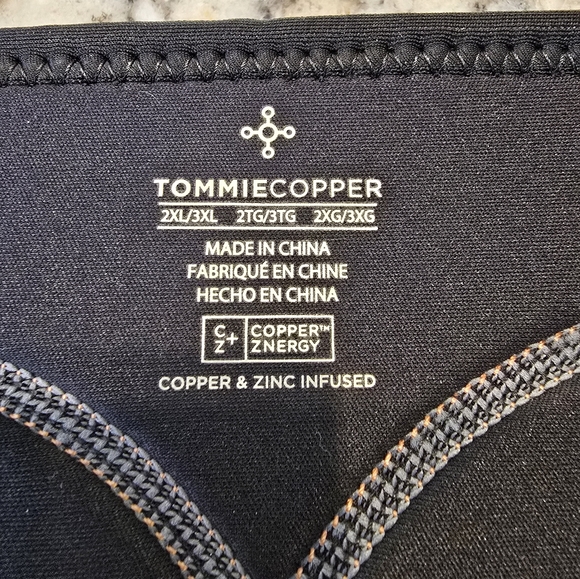 TOMMIECOPPER
2XL/3XL 2TG/3TG 2XG/3XG
MADE IN CHINA
FABRIQUÉ EN CHINE
HECHO EN CHINA
C Z+ COPPER™ ZNERGY
COPPER & ZINC INFUSED